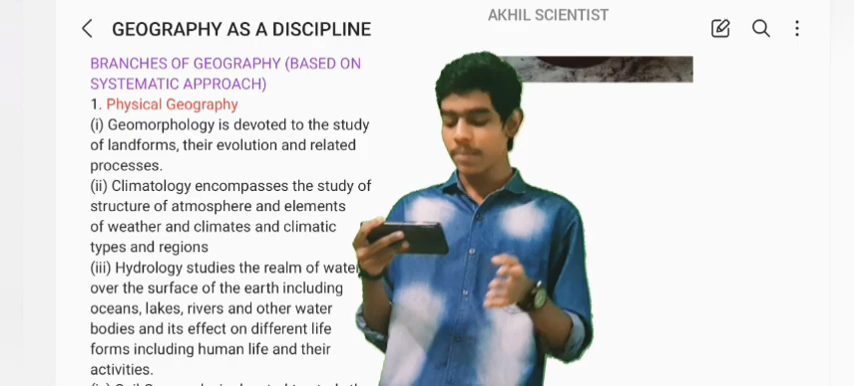 AKHIL SCIENTIST
GEOGRAPHY AS A DISCIPLINE
BRANCHES OF GEOGRAPHY (BASED ON
SYSTEMATIC APPROACH)
1. Physical Geography
(i) Geomorphology is devoted to the study
of landforms, their evolution and related
processes.
(ii) Climatology encompasses the study of
structure of atmosphere and elements
of weather and climates and climatic
types and regions
(iii) Hydrology studies the realm of water
over the surface of the earth including
oceans, lakes, rivers and other water
bodies and its effect on different life
forms including human life and their
activities.